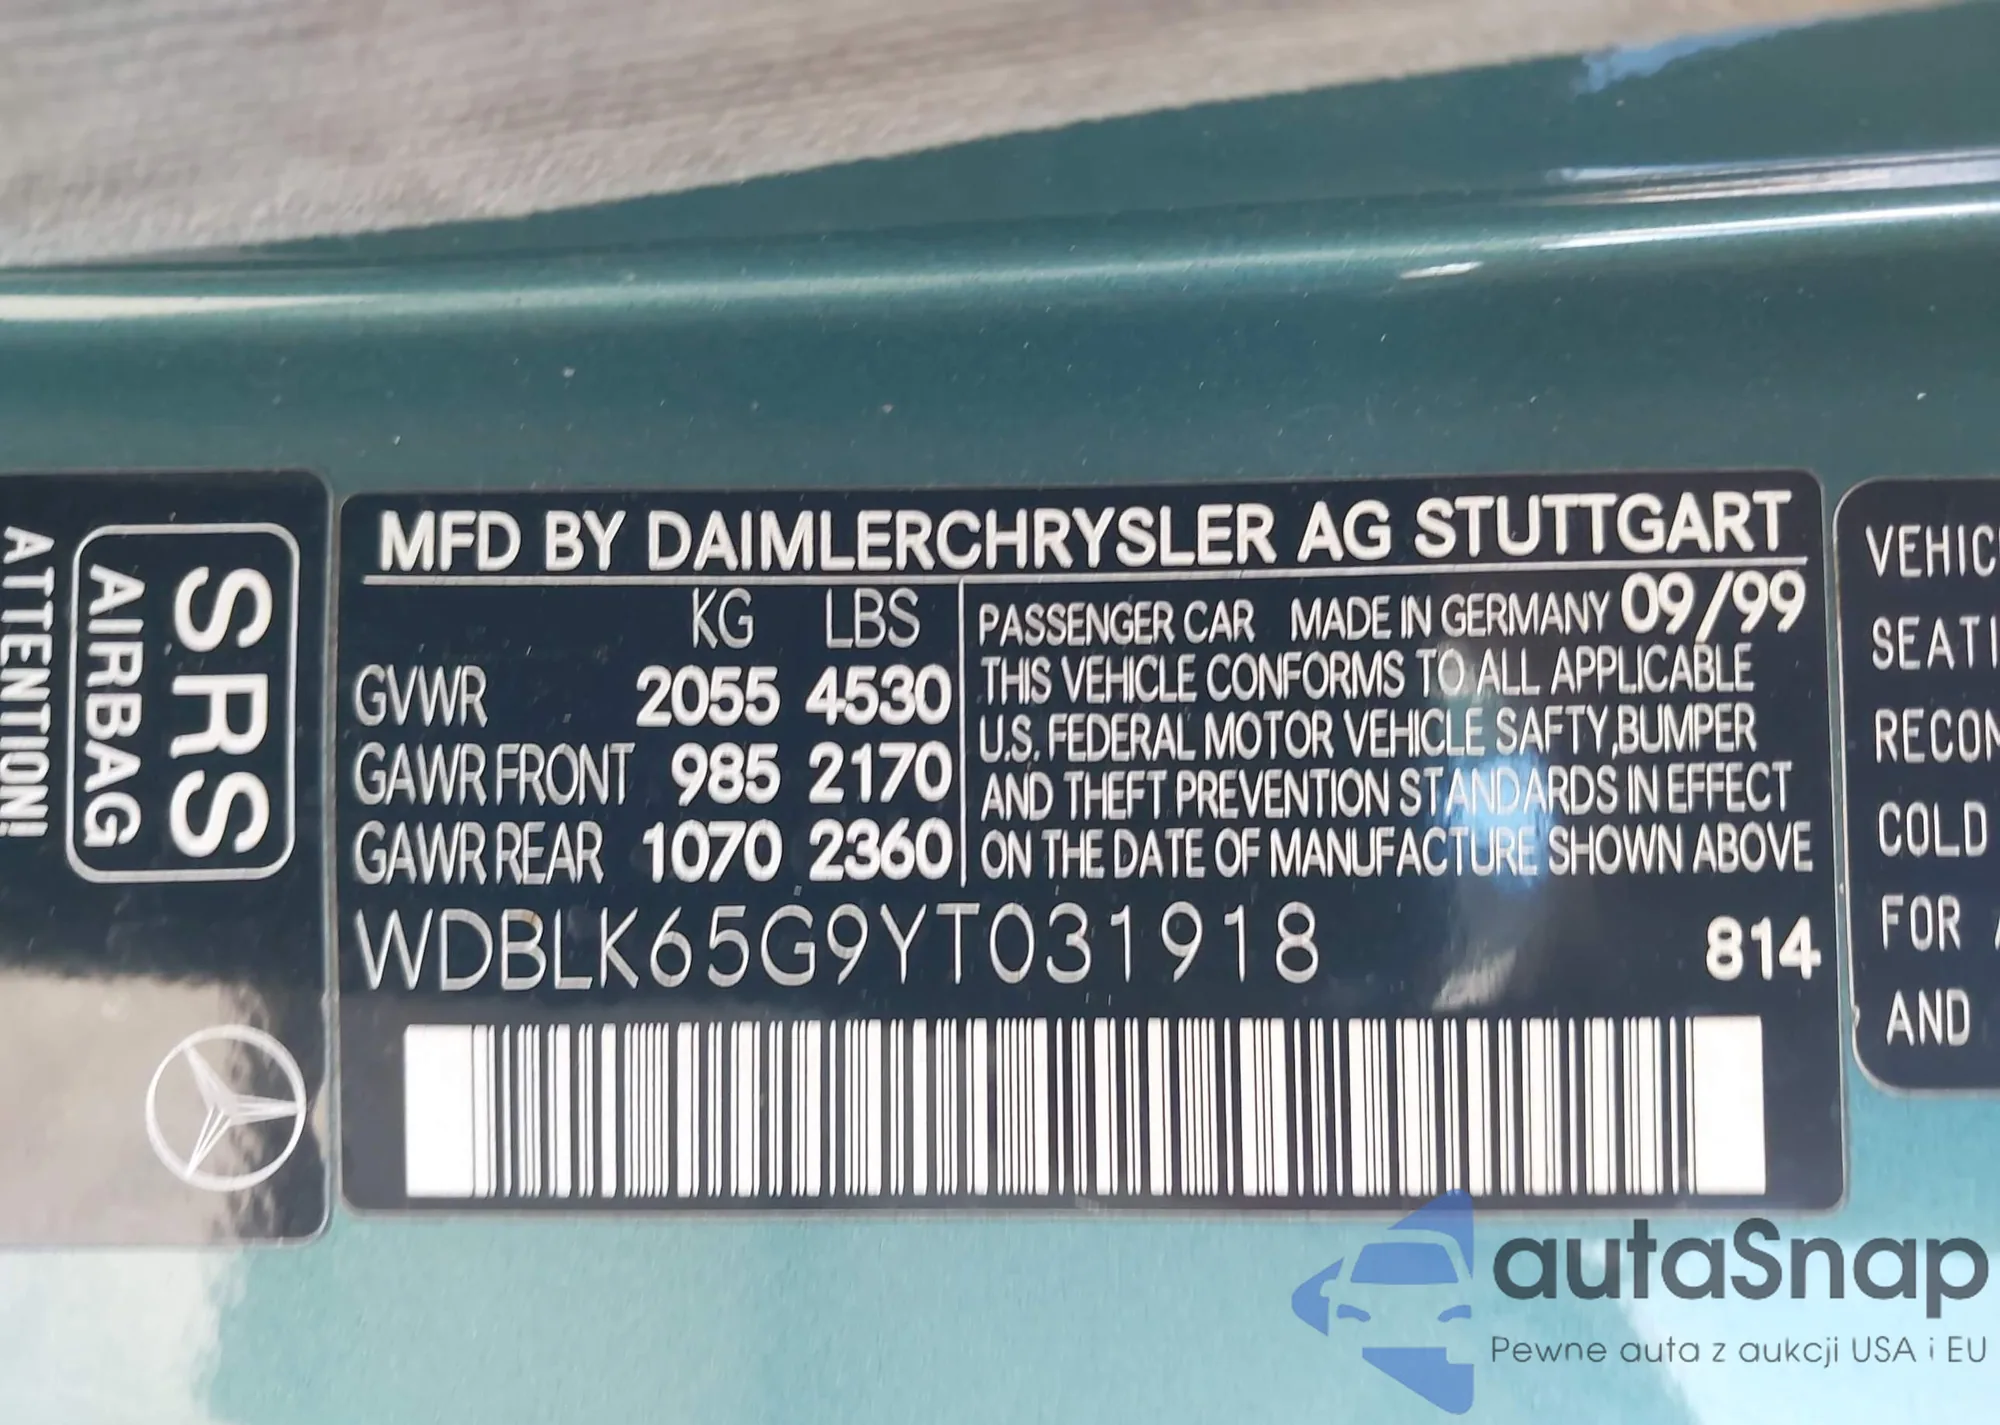 ATTENTION!
SRS
AIRBAG
MFD BY DAIMLERCHRYSLER AG STUTTGART
KG LBS
GVWR 2055 4530
GAWR FRONT 985 2170
GAWR REAR 1070 2360
PASSENGER CAR MADE IN GERMANY 09/99
THIS VEHICLE CONFORMS TO ALL APPLICABLE
U.S. FEDERAL MOTOR VEHICLE SAFTY,BUMPER
AND THEFT PREVENTION STANDARDS IN EFFECT
ON THE DATE OF MANUFACTURE SHOWN ABOVE
WDBLK65G9YT031918 814
COLD
FOR
AND
autaSnap
Pewne auta z aukcji USA i EU